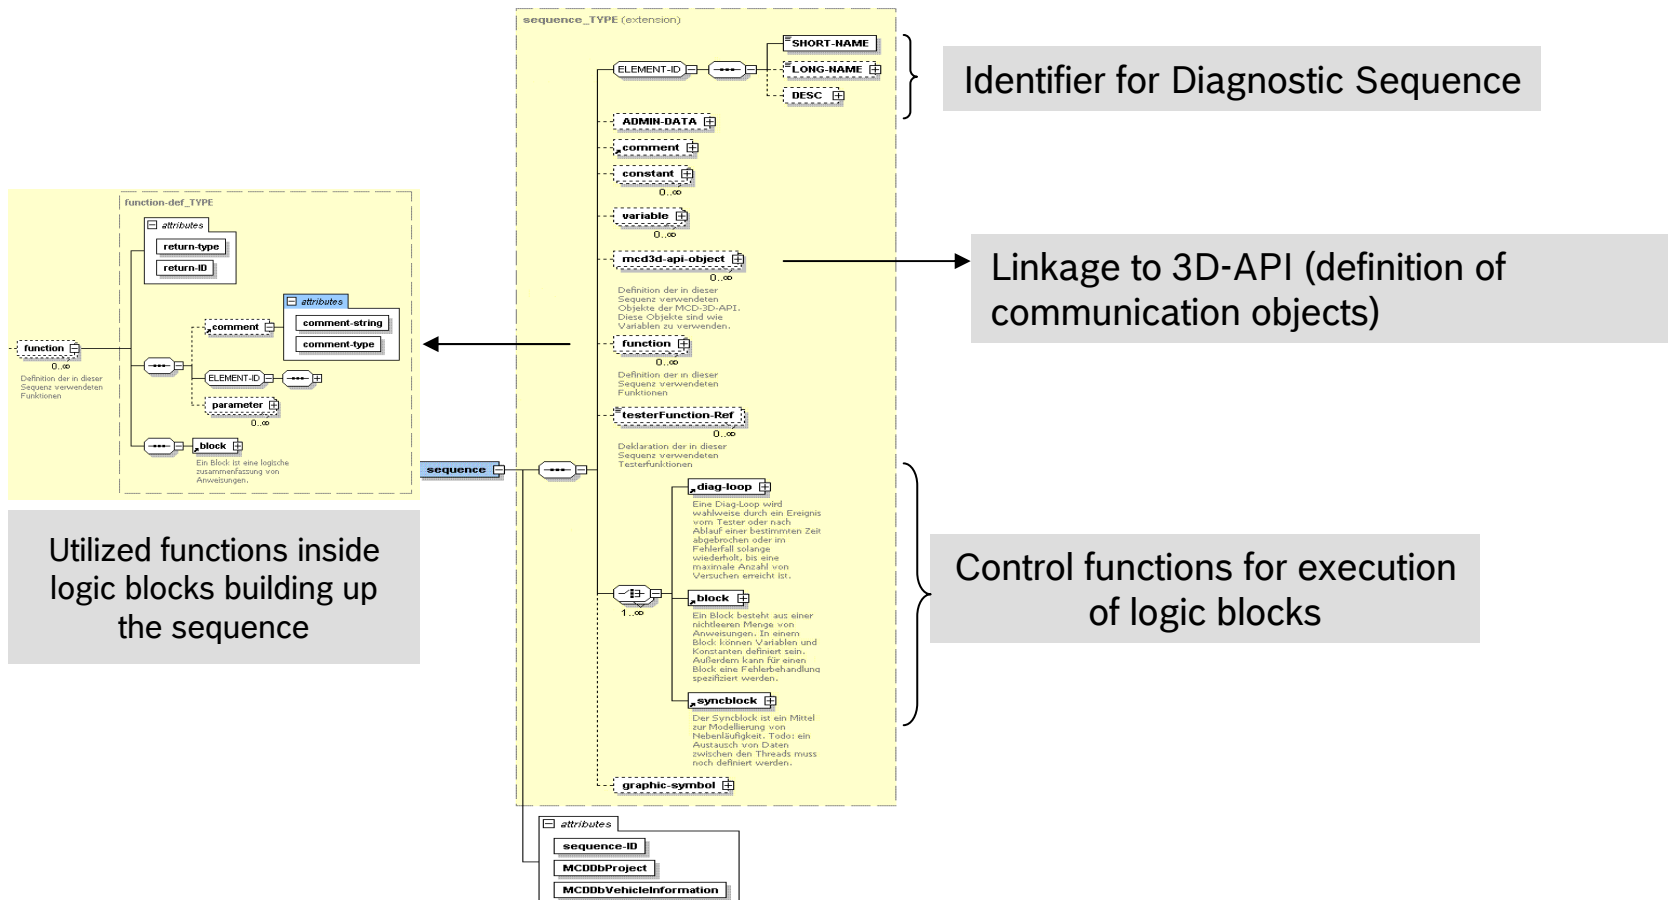 sequence_TYPE (extension)
SHORT-NAME
ELEMENT-ID
LONG-NAME
DESC
Identifier for Diagnostic Sequence
ADMIN-DATA
comment
constant
0..∞
variable
0..∞
mcd3d-api-object
0..∞
Definition der in dieser
Sequenz verwendeten
Objekte der MCD-3D-API.
Diese Objekte sind wie
Variablen zu verwenden.
Linkage to 3D-API (definition of
communication objects)
function
0..∞
Definition der in dieser
Sequenz verwendeten
Funktionen
testerFunction-Ref
0..∞
Deklaration der in dieser
Sequenz verwendeten
Testerfunktionen
function-def_TYPE
attributes
return-type
return-ID
attributes
comment-string
comment-type
comment
function
0..∞
Definition der in dieser
Sequenz verwendeten
Funktionen
ELEMENT-ID
parameter
0..∞
block
Ein Block ist eine logische
zusammenfassung von
Anweisungen.
Utilized functions inside
logic blocks building up
the sequence
sequence
diag-loop
Eine Diag-Loop wird
wahlweise durch ein Ereignis
vom Tester oder nach
Ablauf einer bestimmten Zeit
abgebrochen oder im
Fehlerfall solange
wiederholt, bis eine
maximale Anzahl von
Versuchen erreicht ist.
1..∞
block
Ein Block besteht aus einer
nichtleeren Menge von
Anweisungen. In einem
Block können Variablen und
Konstanten definiert sein.
Außerdem kann für einen
Block eine Fehlerbehandlung
spezifiziert werden.
syncblock
Der Syncblock ist ein Mittel
zur Modellierung von
Nebenläufigkeit. Todo: ein
Austausch von Daten
zwischen den Threads muss
noch definiert werden.
Control functions for execution
of logic blocks
graphic-symbol
attributes
sequence-ID
MCDDbProject
MCDDbVehicleInformation